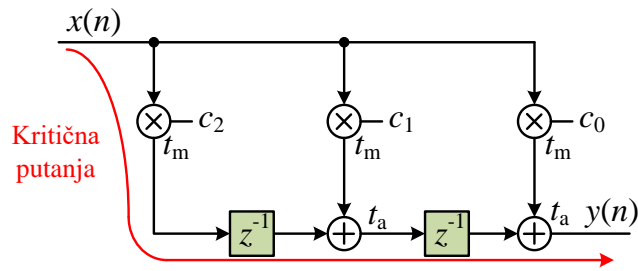 x(n)
Kritična
putanja
c₂ c₁ c₀
tₘ tₘ tₘ
z⁻¹ tₐ z⁻¹ tₐ y(n)